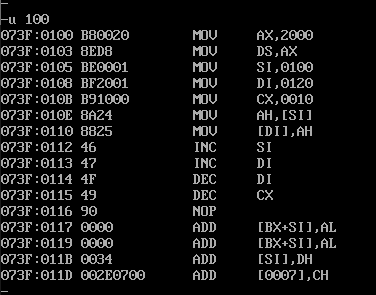 -
-u 100
073F:0100 B80020 MOV AX,2000
073F:0103 8ED8 MOV DS,AX
073F:0105 BE0001 MOV SI,0100
073F:0108 BF2001 MOV DI,0120
073F:010B B91000 MOV CX,0010
073F:010E 8A24 MOV AH,[SI]
073F:0110 8825 MOV [DI],AH
073F:0112 46 INC SI
073F:0113 47 INC DI
073F:0114 4F DEC DI
073F:0115 49 DEC CX
073F:0116 90 NOP
073F:0117 0000 ADD [BX+SI],AL
073F:0119 0000 ADD [BX+SI],AL
073F:011B 0034 ADD [SI],DH
073F:011D 002E0700 ADD [0007],CH
-